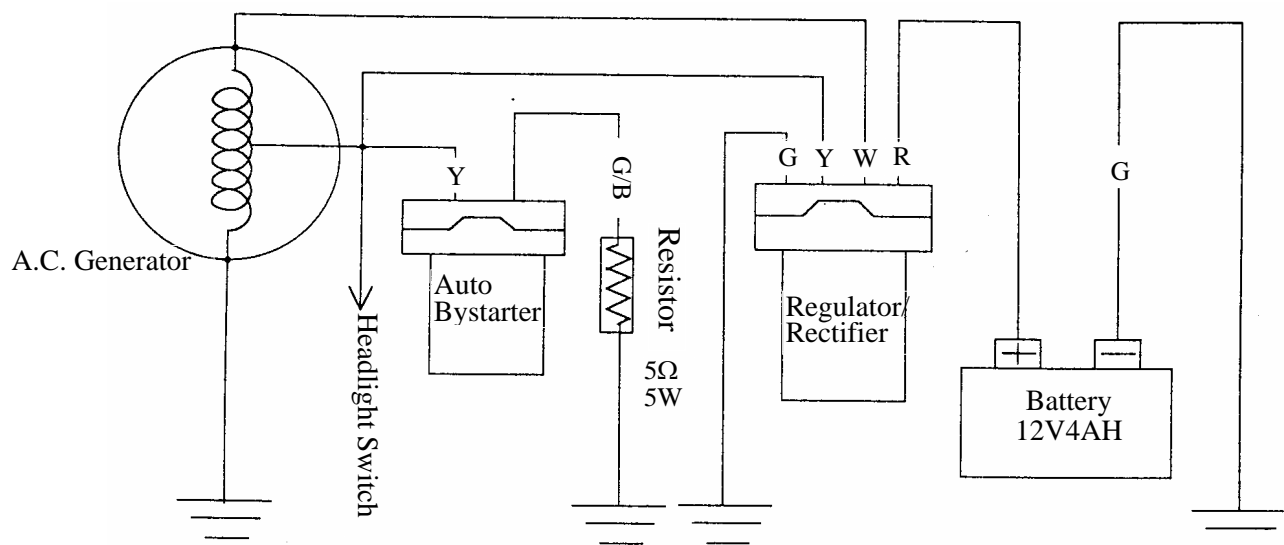 A.C. Generator
Y
Auto
Bystarter
Headlight Switch
G/B
Resistor
5Ω
5W
G Y W R
Regulator/
Rectifier
G
+
−
Battery
12V4AH